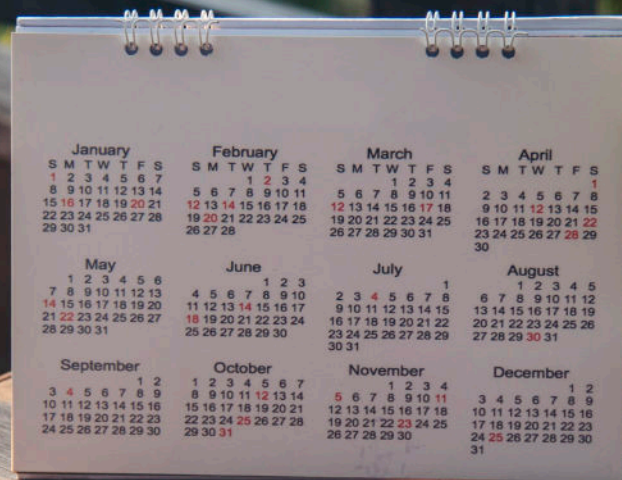 January
S M T W T F S
1 2 3 4 5 6 7
8 9 10 11 12 13 14
15 16 17 18 19 20 21
22 23 24 25 26 27 28
29 30 31
February
S M T W T F S
1 2 3 4
5 6 7 8 9 10 11
12 13 14 15 16 17 18
19 20 21 22 23 24 25
26 27 28
March
S M T W T F S
1 2 3 4
5 6 7 8 9 10 11
12 13 14 15 16 17 18
19 20 21 22 23 24 25
26 27 28 29 30 31
April
S M T W T F S
1
2 3 4 5 6 7 8
9 10 11 12 13 14 15
16 17 18 19 20 21 22
23 24 25 26 27 28 29
30
May
1 2 3 4 5 6
7 8 9 10 11 12 13
14 15 16 17 18 19 20
21 22 23 24 25 26 27
28 29 30 31
June
1 2 3
4 5 6 7 8 9 10
11 12 13 14 15 16 17
18 19 20 21 22 23 24
25 26 27 28 29 30
July
1
2 3 4 5 6 7 8
9 10 11 12 13 14 15
16 17 18 19 20 21 22
23 24 25 26 27 28 29
30 31
August
1 2 3 4 5
6 7 8 9 10 11 12
13 14 15 16 17 18 19
20 21 22 23 24 25 26
27 28 29 30 31
September
1 2
3 4 5 6 7 8 9
10 11 12 13 14 15 16
17 18 19 20 21 22 23
24 25 26 27 28 29 30
October
1 2 3 4 5 6 7
8 9 10 11 12 13 14
15 16 17 18 19 20 21
22 23 24 25 26 27 28
29 30 31
November
1 2 3 4
5 6 7 8 9 10 11
12 13 14 15 16 17 18
19 20 21 22 23 24 25
26 27 28 29 30
December
1 2
3 4 5 6 7 8 9
10 11 12 13 14 15 16
17 18 19 20 21 22 23
24 25 26 27 28 29 30
31